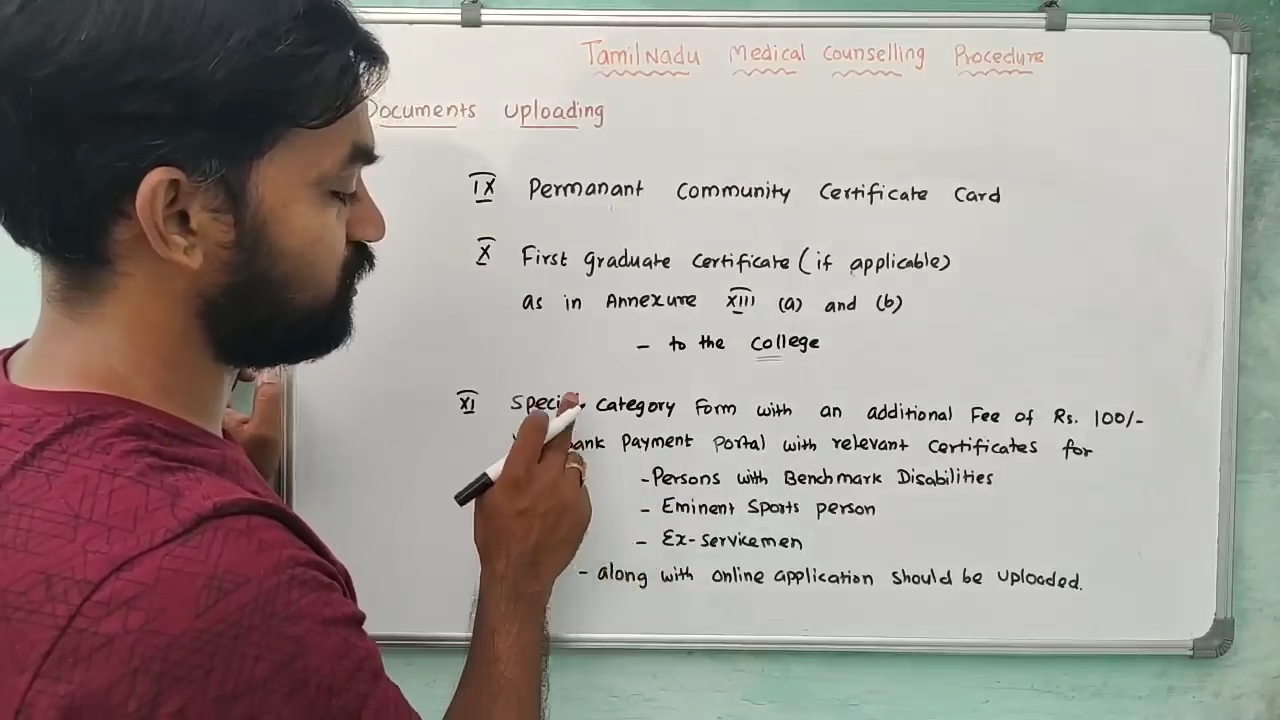 Tamil Nadu Medical Counselling Procedure
Documents Uploading
IX Permanant Community Certificate Card
X First graduate certificate (if applicable)
as in Annexure XIII (a) and (b)
- to the College
XI Special Category Form with an additional Fee of Rs. 100/-
Payment Portal with relevant certificates for
- Persons with Benchmark Disabilities
- Eminent Sports person
- Ex-servicemen
- along with online application should be uploaded.